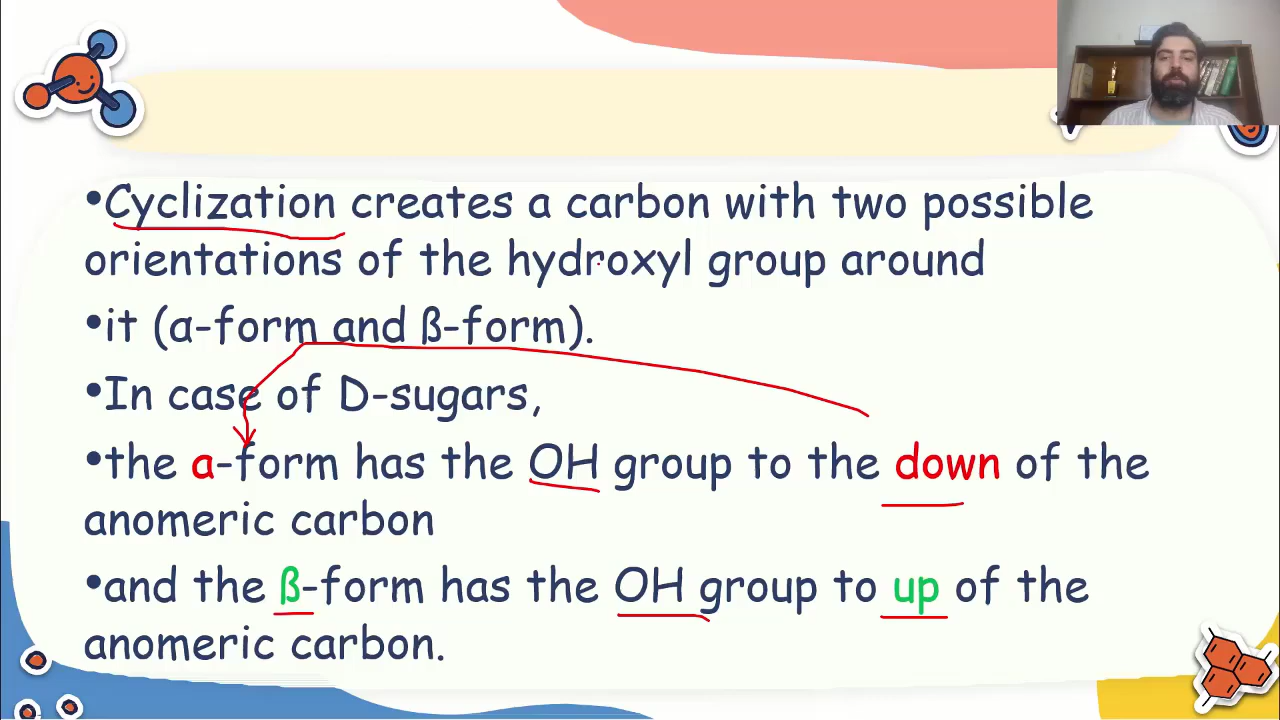 •Cyclization creates a carbon with two possible
orientations of the hydroxyl group around
•it (α-form and ß-form).
•In case of D-sugars,
•the α-form has the OH group to the down of the
anomeric carbon
•and the ß-form has the OH group to up of the
anomeric carbon.